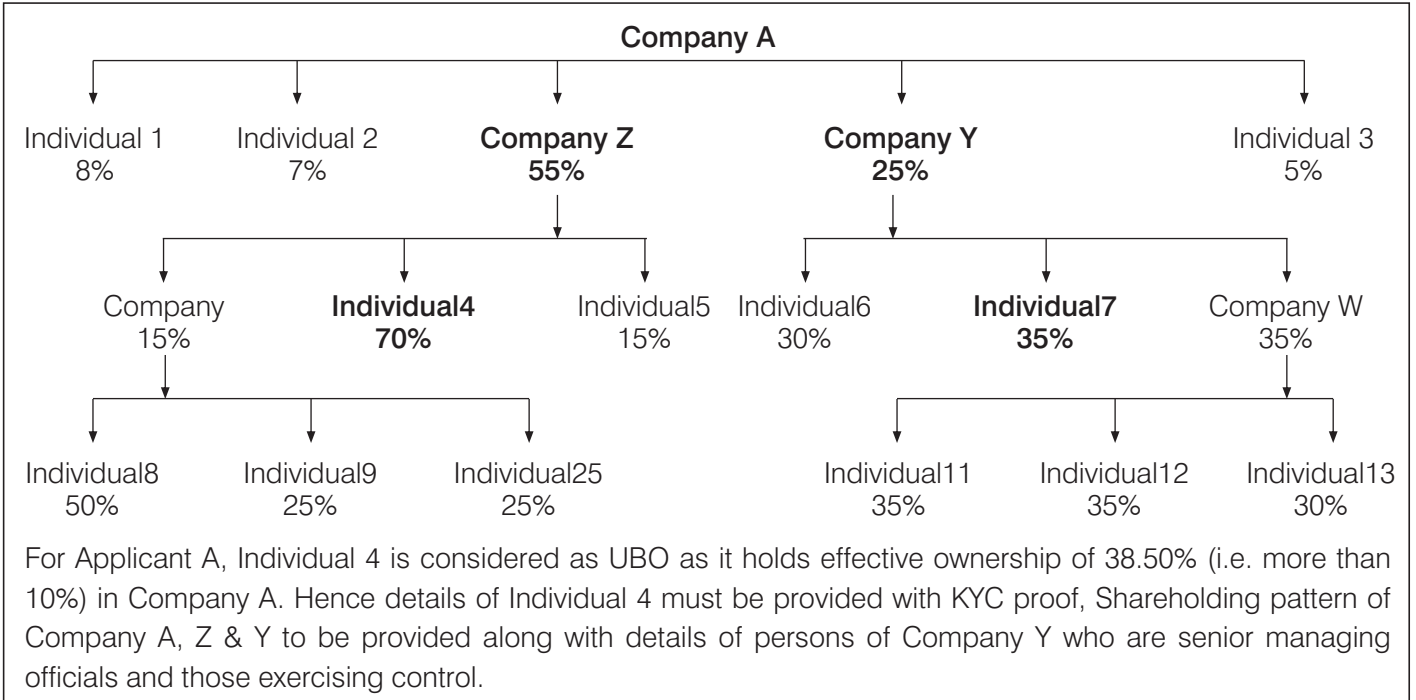 Company A
Individual 1 Individual 2 Company Z Company Y Individual 3
8% 7% 55% 25% 5%
Company Individual4 Individual5 Individual6 Individual7 Company W
15% 70% 15% 30% 35% 35%
Individual8 Individual9 Individual25 Individual11 Individual12 Individual13
50% 25% 25% 35% 35% 30%
For Applicant A, Individual 4 is considered as UBO as it holds effective ownership of 38.50% (i.e. more than
10%) in Company A. Hence details of Individual 4 must be provided with KYC proof, Shareholding pattern of
Company A, Z & Y to be provided along with details of persons of Company Y who are senior managing
officials and those exercising control.